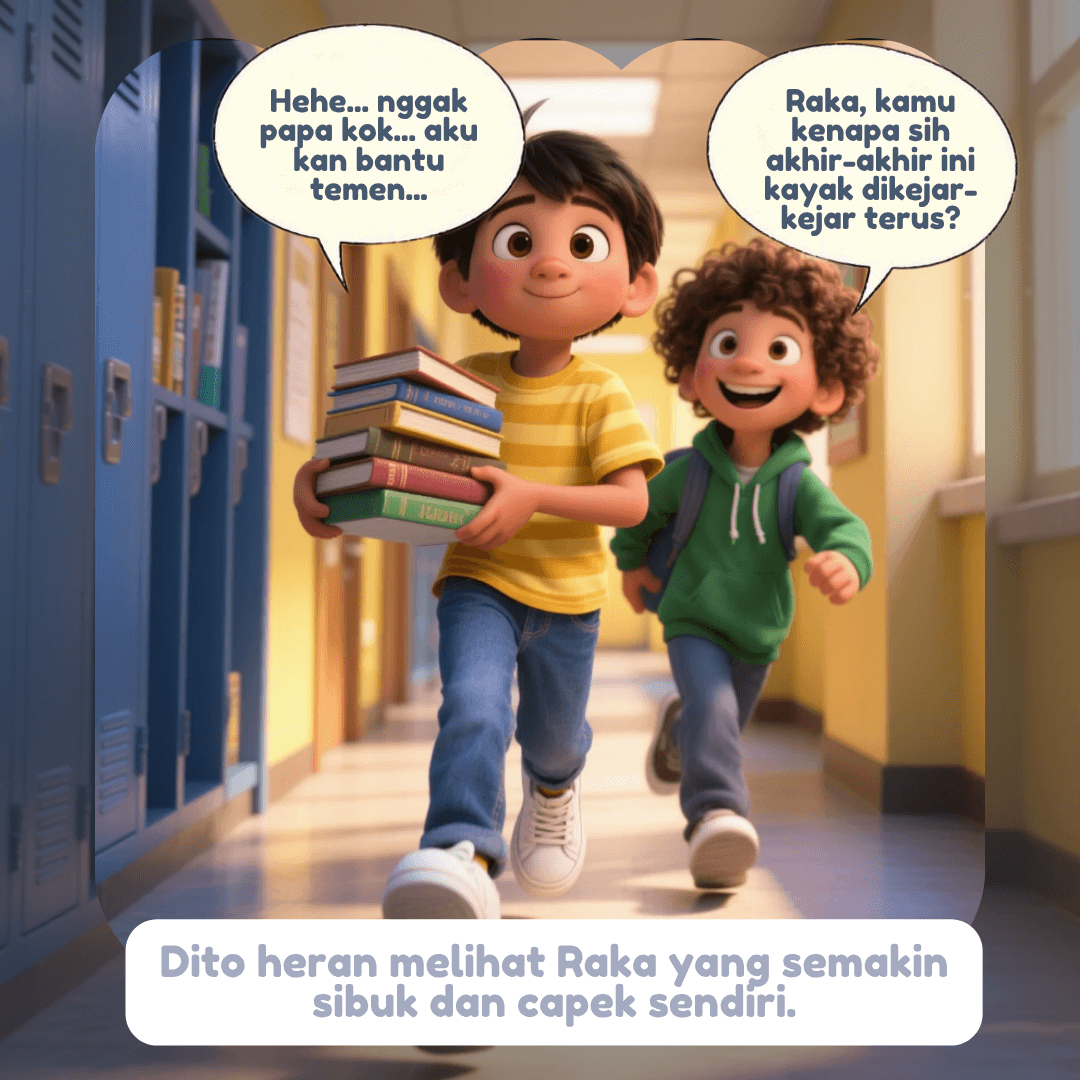 Hehe... nggak
papa kok... aku
kan bantu
temen...
Raka, kamu
kenapa sih
akhir-akhir ini
kayak dikejar-
kejar terus?
Dito heran melihat Raka yang semakin
sibuk dan capek sendiri.